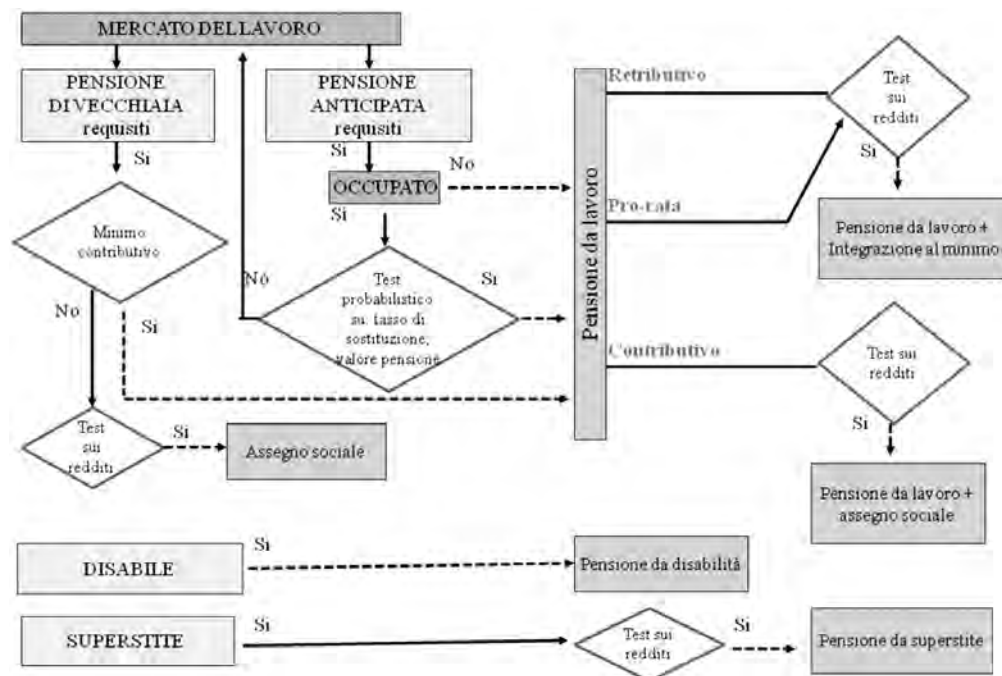 MERCATO DEL LAVORO
PENSIONE
DI VECCHIAIA
requisiti
PENSIONE
ANTICIPATA
requisiti
Si
Si
OCCUPATO
No
Si
Minimo
contributivo
No
Si
Nò
Test
probabilistico
su: tasso di
sostituzione,
valore pensione
Si
Test
sui
redditi
Si
Assegno sociale
Pensione da lavoro
Retributivo
Pro-rata
Contributivo
Test
sui
redditi
Si
Pensione da lavoro +
Integrazione al minimo
Test sui
redditi
Si
Pensione da lavoro +
assegno sociale
DISABILE
Si
Pensione da disabilità
SUPERSTITE
Si
Test sui
redditi
Si
Pensione da superstite